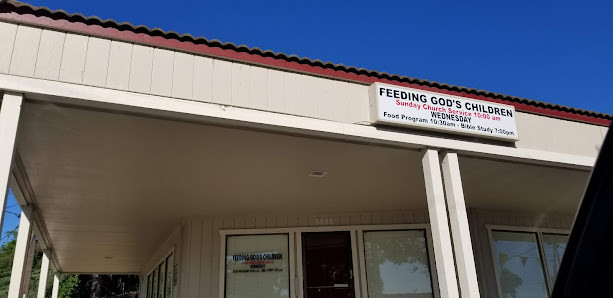 FEEDING GOD'S CHILDREN
Sunday Church Service 10:00 am
WEDNESDAY
Food Program 10:30am - Bible Study 7:00pm
FEEDING GOD'S CHILDREN